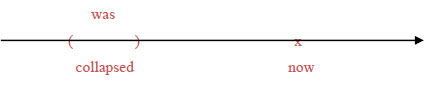 was
( ) x
collapsed now